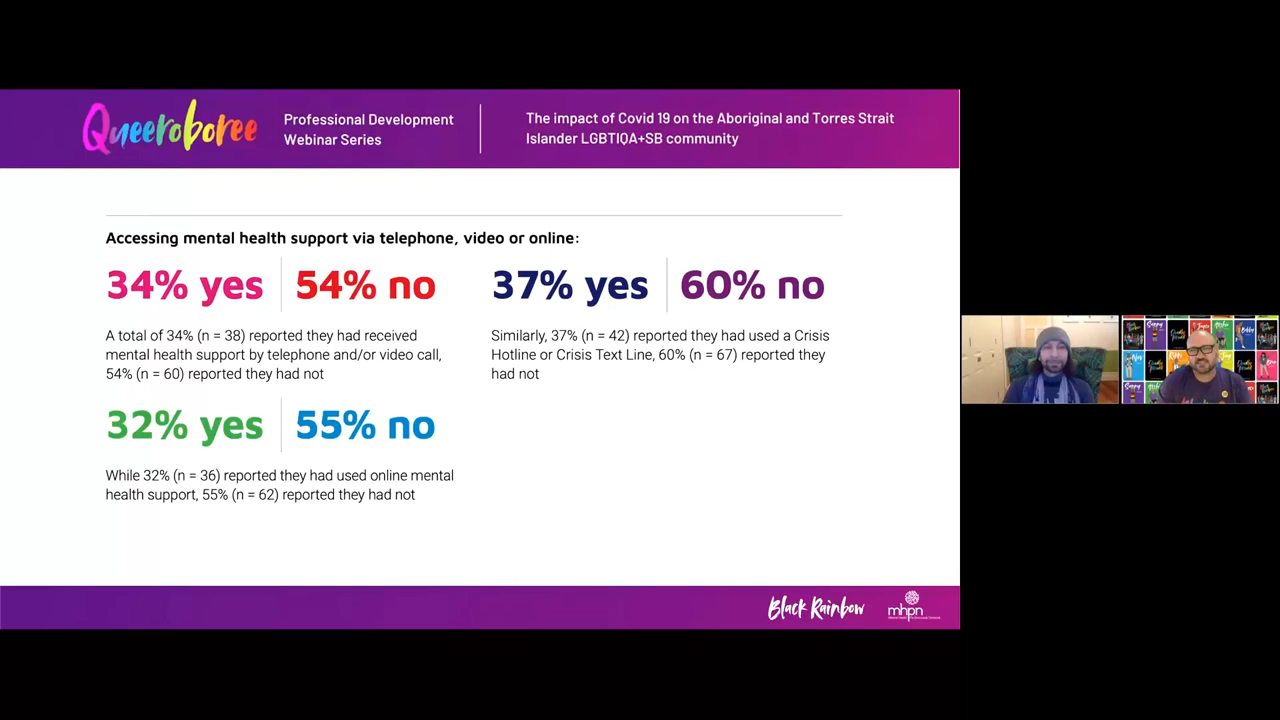 Queeroboree
Professional Development
Webinar Series
The impact of Covid 19 on the Aboriginal and Torres Strait
Islander LGBTIQA+SB community
Accessing mental health support via telephone, video or online:
34% yes
54% no
A total of 34% (n = 38) reported they had received
mental health support by telephone and/or video call,
54% (n = 60) reported they had not
37% yes
60% no
Similarly, 37% (n = 42) reported they had used a Crisis
Hotline or Crisis Text Line, 60% (n = 67) reported they
had not
32% yes
55% no
While 32% (n = 36) reported they had used online mental
health support, 55% (n = 62) reported they had not
Black Rainbow
mhpn